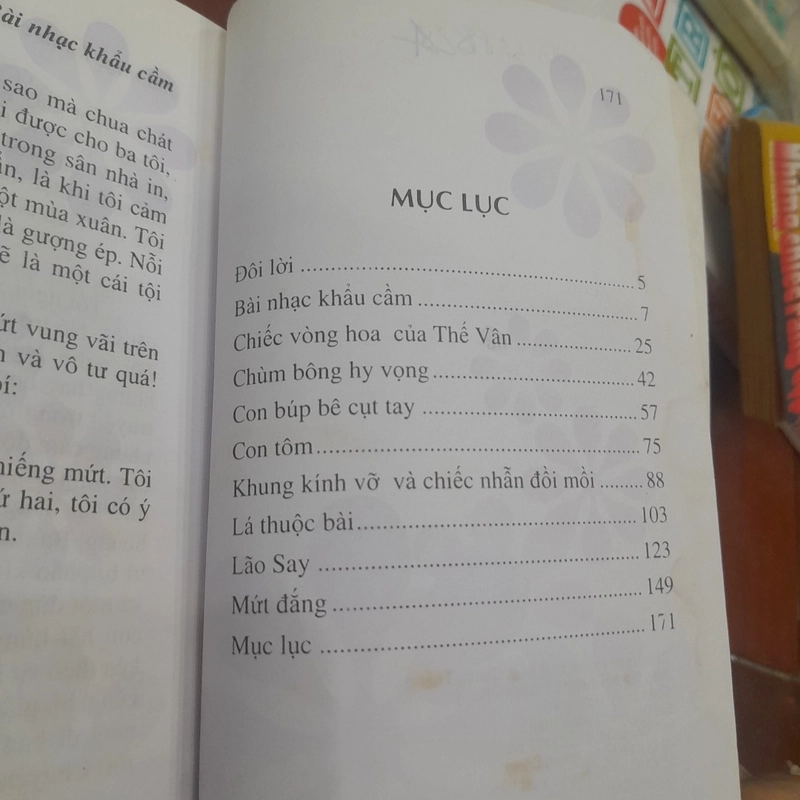 Bài nhạc khẩu cầm
sao mà chua chát
i được cho ba tôi,
trong sân nhà in,
ắn, là khi tôi cảm
ột mùa xuân. Tôi
là gượng ép. Nỗi
ẽ là một cái tội
ứt vung vãi trên
n và vô tư quá!
bí:
hiếng mứt. Tôi
ứ hai, tôi có ý
n.
171
MỤC LỤC
Đôi lời ........................................................ 5
Bài nhạc khẩu cầm ........................................ 7
Chiếc vòng hoa của Thế Vân .................... 25
Chùm bông hy vọng .................................. 42
Con búp bê cụt tay ..................................... 57
Con tôm ...................................................... 75
Khung kính vỡ và chiếc nhẫn đồi mồi ......... 88
Lá thuộc bài ............................................... 103
Lão Say ...................................................... 123
Mứt đắng .................................................... 149
Mục lục ...................................................... 171